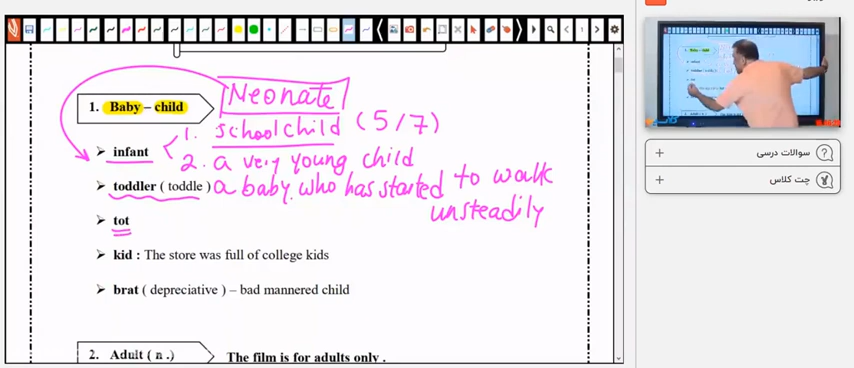 1. Baby – child
Neonate
infant
1. school child (5/7)
2. a very young child
toddler ( toddle ) a baby who has started to walk
unsteadily
tot
kid : The store was full of college kids
brat ( depreciative ) – bad mannered child
2. Adult ( n .) The film is for adults only .
سوالات درسی
چت کلاس